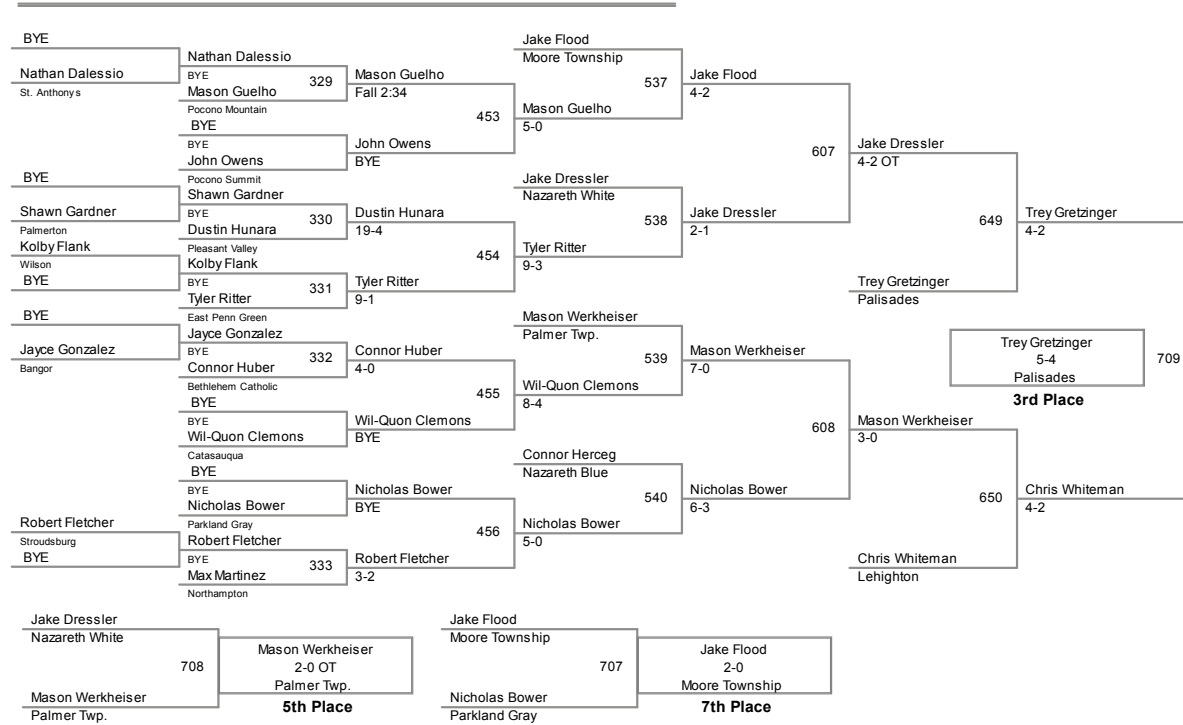 BYE
Nathan Dalessio
St. Anthonys
BYE
Shawn Gardner
Palmerton
Kolby Flank
Wilson
BYE
BYE
Jayce Gonzalez
Bangor
Robert Fletcher
Stroudsburg
BYE
Nathan Dalessio
BYE
329
Mason Guelho
Pocono Mountain
BYE
BYE
John Owens
Pocono Summit
Shawn Gardner
BYE
330
Dustin Hunara
Pleasant Valley
Kolby Flank
BYE
331
Tyler Ritter
East Penn Green
Jayce Gonzalez
BYE
332
Connor Huber
Bethlehem Catholic
BYE
BYE
Wil-Quon Clemons
Catasauqua
BYE
BYE
Nicholas Bower
Parkland Gray
Robert Fletcher
BYE
333
Max Martinez
Northampton
Mason Guelho
Fall 2:34
453
John Owens
BYE
Dustin Hunara
19-4
454
Tyler Ritter
9-1
Connor Huber
4-0
455
Wil-Quon Clemons
BYE
Nicholas Bower
BYE
456
Robert Fletcher
3-2
Jake Flood
Moore Township
537
Mason Guelho
5-0
Jake Dressler
Nazareth White
538
Tyler Ritter
9-3
Mason Werkheiser
Palmer Twp.
539
Wil-Quon Clemons
8-4
Connor Herceg
Nazareth Blue
540
Nicholas Bower
5-0
Jake Flood
4-2
607
Jake Dressler
2-1
Mason Werkheiser
7-0
608
Nicholas Bower
6-3
Jake Dressler
4-2 OT
649
Trey Gretzinger
Palisades
Mason Werkheiser
3-0
650
Chris Whiteman
Lehighton
Trey Gretzinger
4-2
Trey Gretzinger
5-4
Palisades
709
3rd Place
Chris Whiteman
4-2
Jake Dressler
Nazareth White
708
Mason Werkheiser
Palmer Twp.
Mason Werkheiser
2-0 OT
Palmer Twp.
5th Place
Jake Flood
Moore Township
707
Nicholas Bower
Parkland Gray
Jake Flood
2-0
Moore Township
7th Place